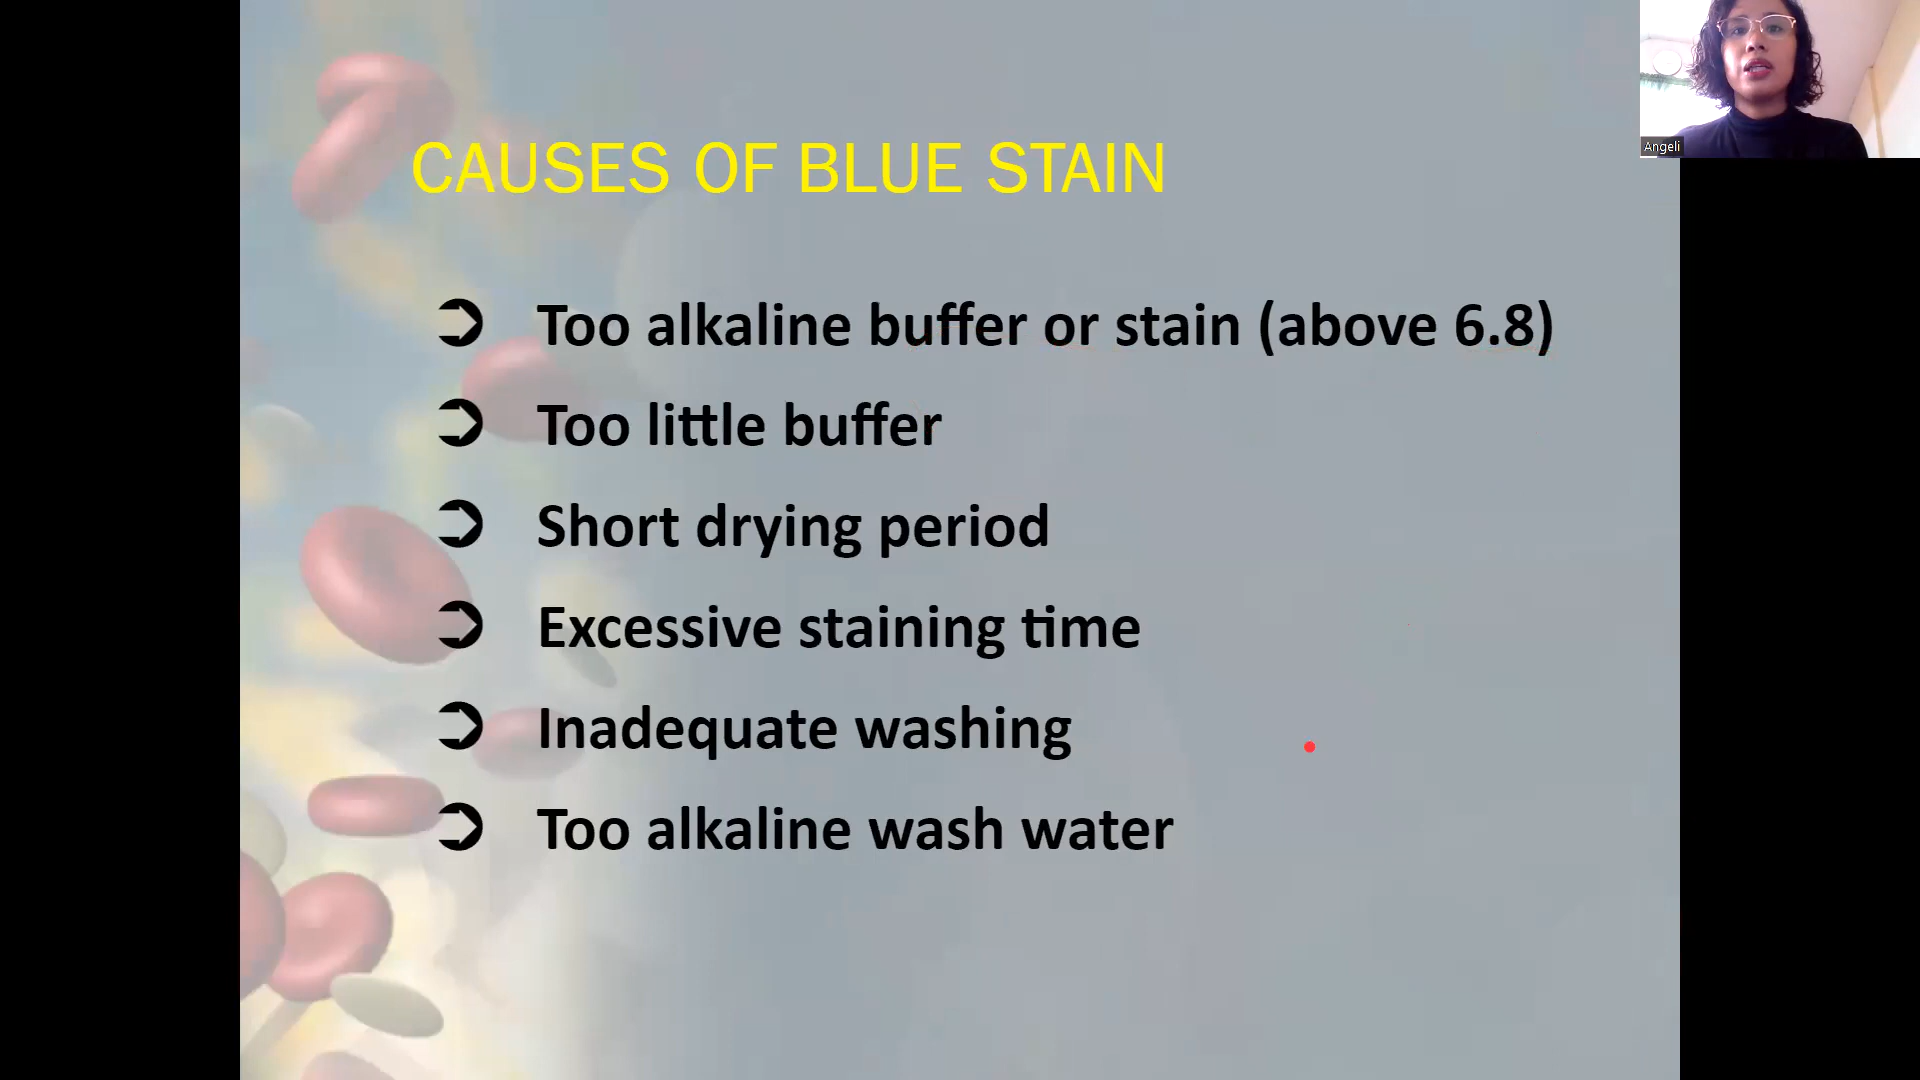 CAUSES OF BLUE STAIN
Too alkaline buffer or stain (above 6.8)
Too little buffer
Short drying period
Excessive staining time
Inadequate washing
Too alkaline wash water
Angeli